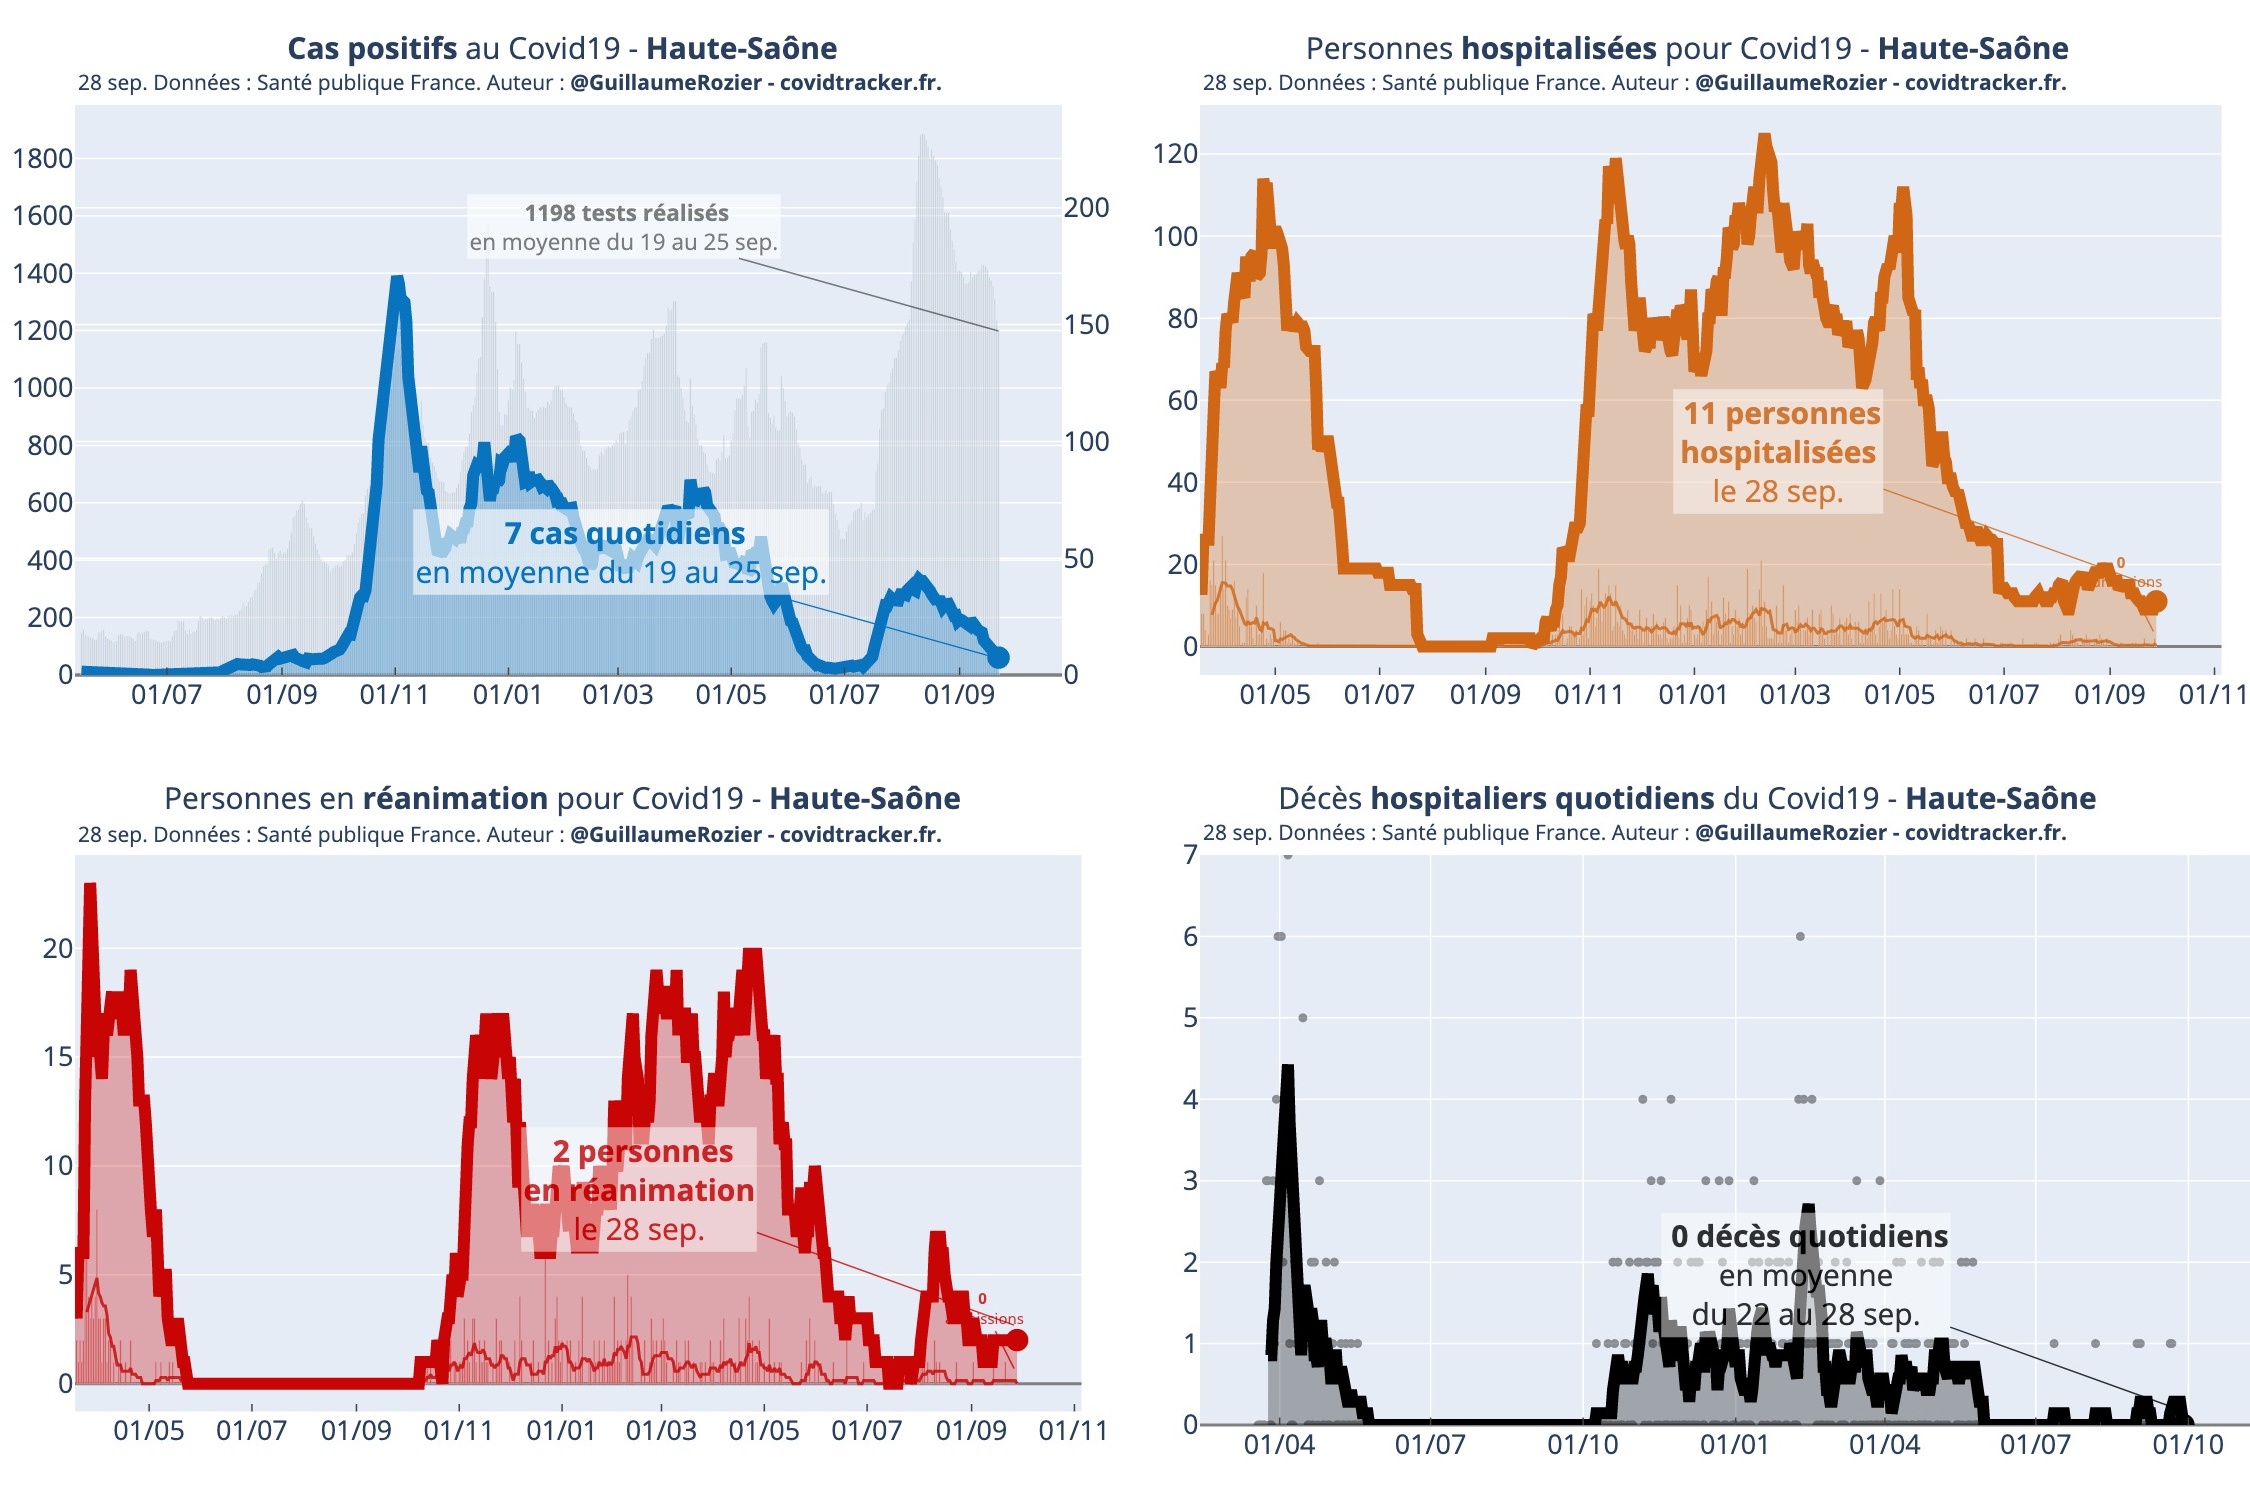 Cas positifs au Covid19 - Haute-Saône
28 sep. Données : Santé publique France. Auteur : @GuillaumeRozier - covidtracker.fr.
1800
1600
1400
1200
1000
800
600
400
200
0
200
150
100
50
0
1198 tests réalisés
en moyenne du 19 au 25 sep.
7 cas quotidiens
en moyenne du 19 au 25 sep.
01/07 01/09 01/11 01/01 01/03 01/05 01/07 01/09
Personnes hospitalisées pour Covid19 - Haute-Saône
28 sep. Données : Santé publique France. Auteur : @GuillaumeRozier - covidtracker.fr.
120
100
80
60
40
20
0
11 personnes
hospitalisées
le 28 sep.
0
01/05 01/07 01/09 01/11 01/01 01/03 01/05 01/07 01/09 01/11
Personnes en réanimation pour Covid19 - Haute-Saône
28 sep. Données : Santé publique France. Auteur : @GuillaumeRozier - covidtracker.fr.
20
15
10
5
0
2 personnes
en réanimation
le 28 sep.
0
01/05 01/07 01/09 01/11 01/01 01/03 01/05 01/07 01/09 01/11
Décès hospitaliers quotidiens du Covid19 - Haute-Saône
28 sep. Données : Santé publique France. Auteur : @GuillaumeRozier - covidtracker.fr.
7
6
5
4
3
2
1
0
0 décès quotidiens
en moyenne
du 22 au 28 sep.
01/04 01/07 01/10 01/01 01/04 01/07 01/10